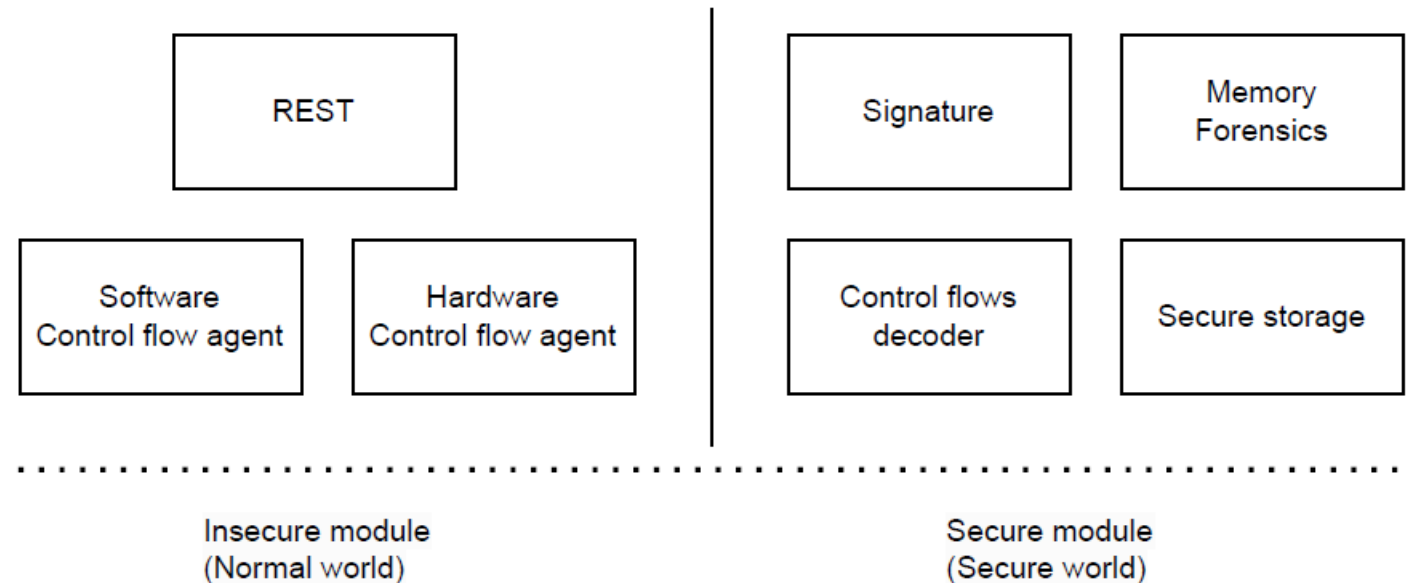 REST
Signature
Memory
Forensics
Software
Control flow agent
Hardware
Control flow agent
Control flows
decoder
Secure storage
Insecure module
(Normal world)
Secure module
(Secure world)